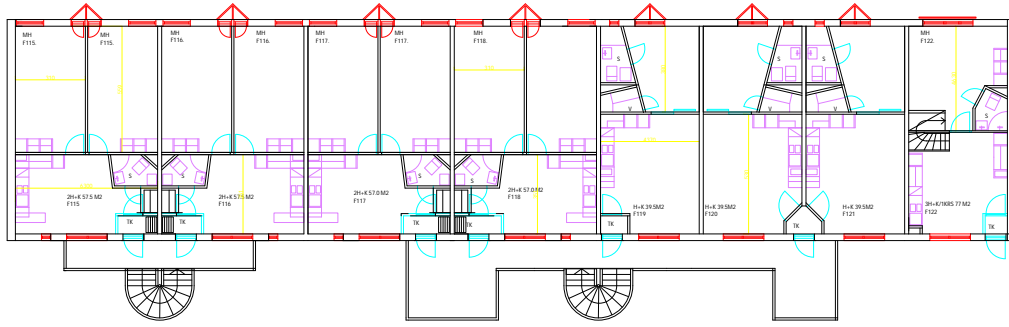 MH
F115.
MH
F115.
MH
F116.
MH
F116.
MH
F117.
MH
F117.
MH
F118.
MH
F122.
S
S
S
V
V
V
S
S
S
S
S
2H+K 57.5 M2
F115
2H+K 57.5 M2
F116
2H+K 57.0 M2
F117
2H+K 57.0 M2
F118
H+K 39.5M2
F119
H+K 39.5M2
F120
H+K 39.5M2
F121
3H+K/1KRS 77 M2
F122
TK
TK
TK
TK
TK
TK
TK